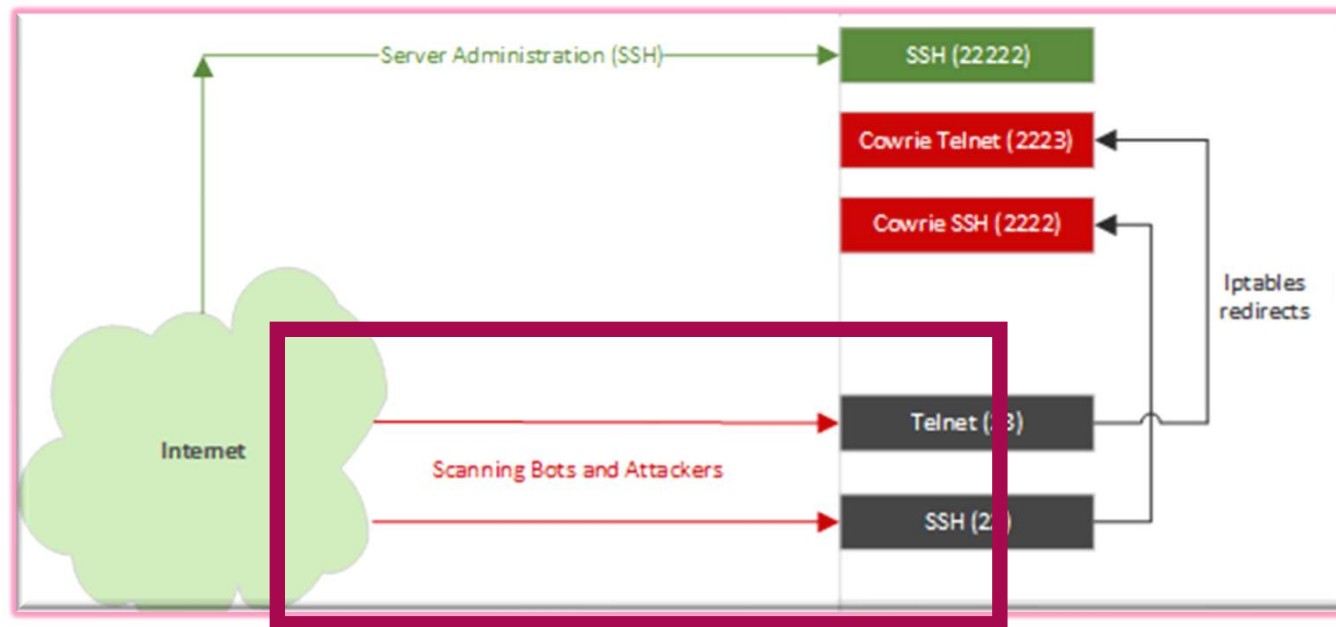 Server Administration (SSH)
SSH (22222)
Cowrie Telnet (2223)
Cowrie SSH (2222)
Iptables
redirects
Internet
Scanning Bots and Attackers
Telnet
SSH